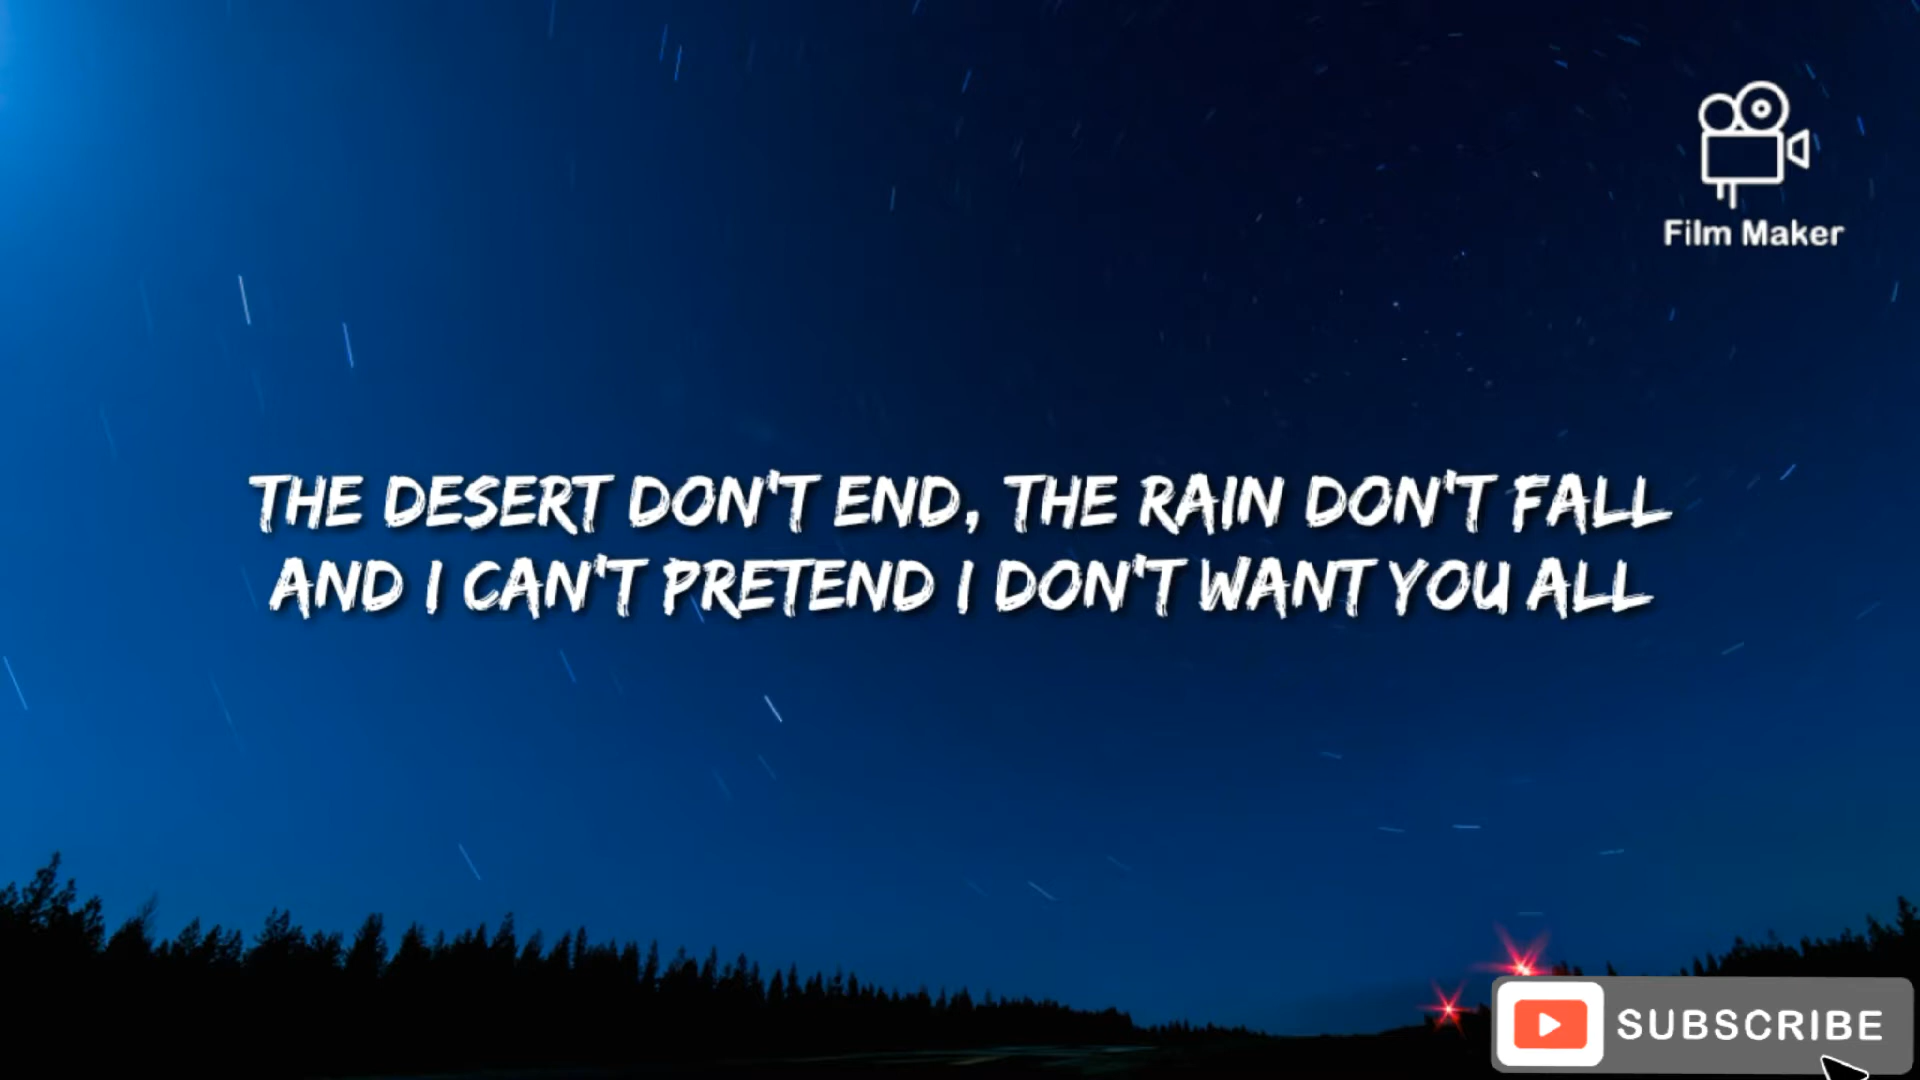 Film Maker
THE DESERT DON'T END, THE RAIN DON'T FALL
AND I CAN'T PRETEND I DON'T WANT YOU ALL
SUBSCRIBE